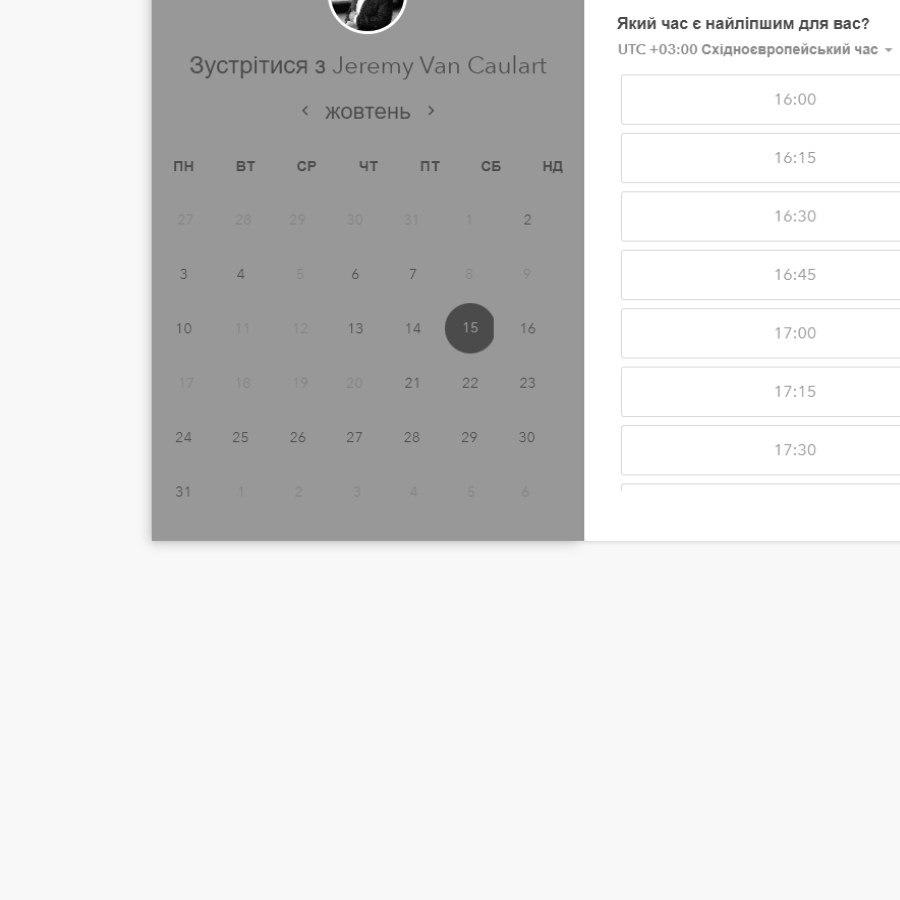 Зустрітися з Jeremy Van Caulart
жовтень
ПН ВТ СР ЧТ ПТ СБ НД
27 28 29 30 31 1 2
3 4 5 6 7 8 9
10 11 12 13 14 15 16
17 18 19 20 21 22 23
24 25 26 27 28 29 30
31 1 2 3 4 5 6
Який час є найліпшим для вас?
UTC +03:00 Східноєвропейський час
16:00
16:15
16:30
16:45
17:00
17:15
17:30